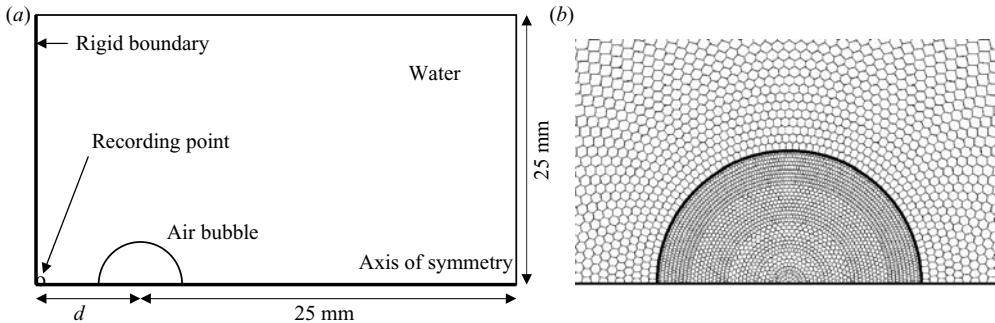 (a)
Rigid boundary
Water
Recording point
Air bubble
Axis of symmetry
d
25 mm
25 mm
(b)